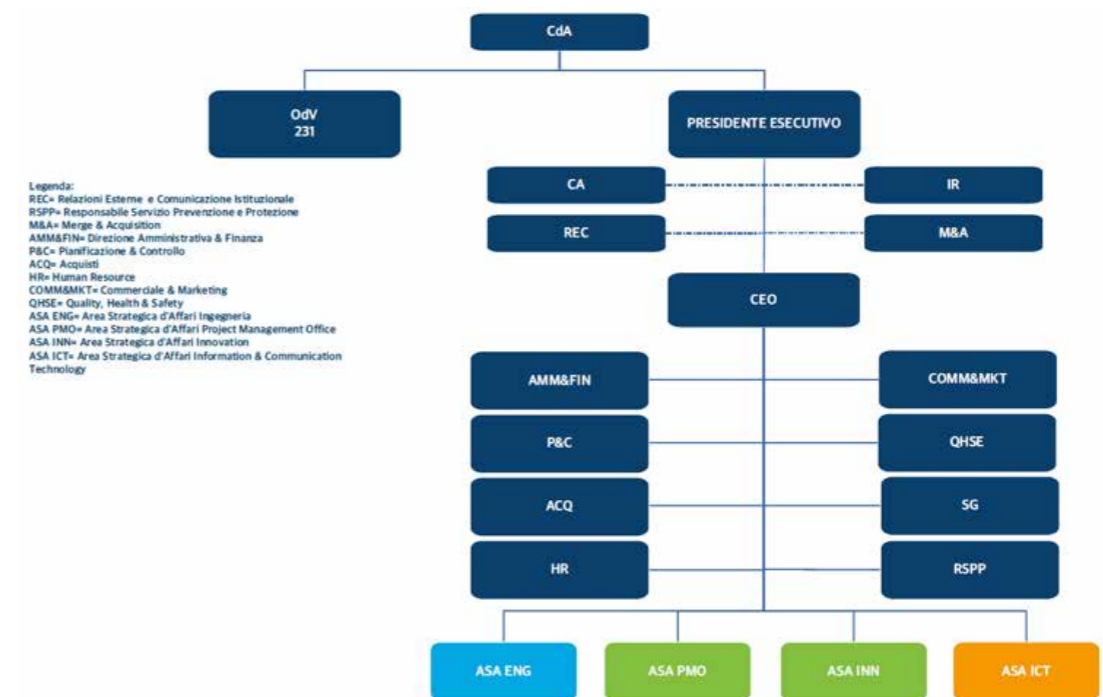 CdA
OdV
231
PRESIDENTE ESECUTIVO
CA
IR
REC
M&A
Legenda:
REC= Relazioni Esterne e Comunicazione Istituzionale
RSPP= Responsabile Servizio Prevenzione e Protezione
M&A= Merge & Acquisition
AMM&FIN= Direzione Amministrativa & Finanza
P&C= Pianificazione & Controllo
ACQ= Acquisti
HR= Human Resource
COMM&MKT= Commerciale & Marketing
QHSE= Quality, Health & Safety
ASA ENG= Area Strategica d'Affari Ingegneria
ASA PMO= Area Strategica d'Affari Project Management Office
ASA INN= Area Strategica d'Affari Innovation
ASA ICT= Area Strategica d'Affari Information & Communication
Technology
CEO
AMM&FIN
COMM&MKT
P&C
QHSE
ACQ
SG
HR
RSPP
ASA ENG
ASA PMO
ASA INN
ASA ICT